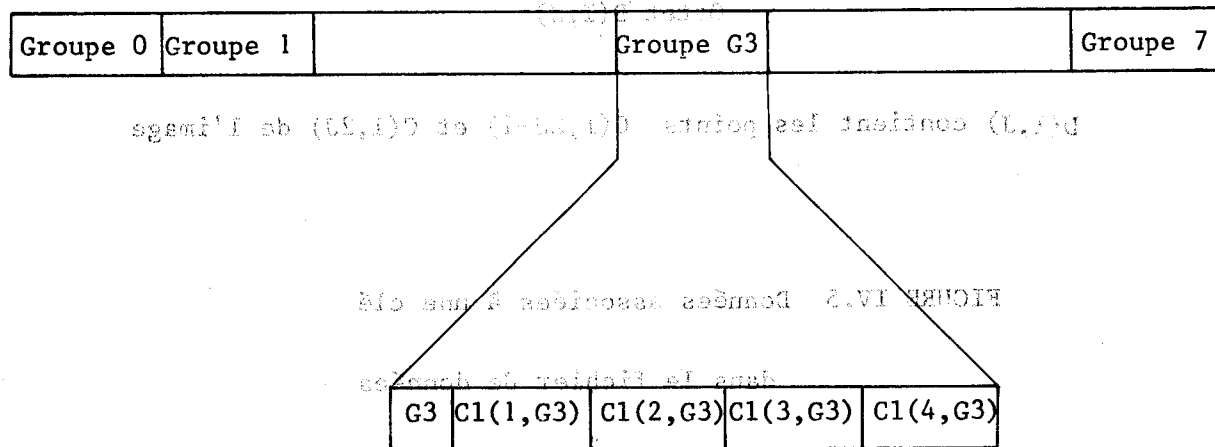 Groupe 0 Groupe 1 Groupe G3 Groupe 7
contient les points et C(1,2J) de l'image
FIGURE IV.5 Données associées à une clé
dans le fichier de données
G3 C1(1,G3) C1(2,G3) C1(3,G3) C1(4,G3)